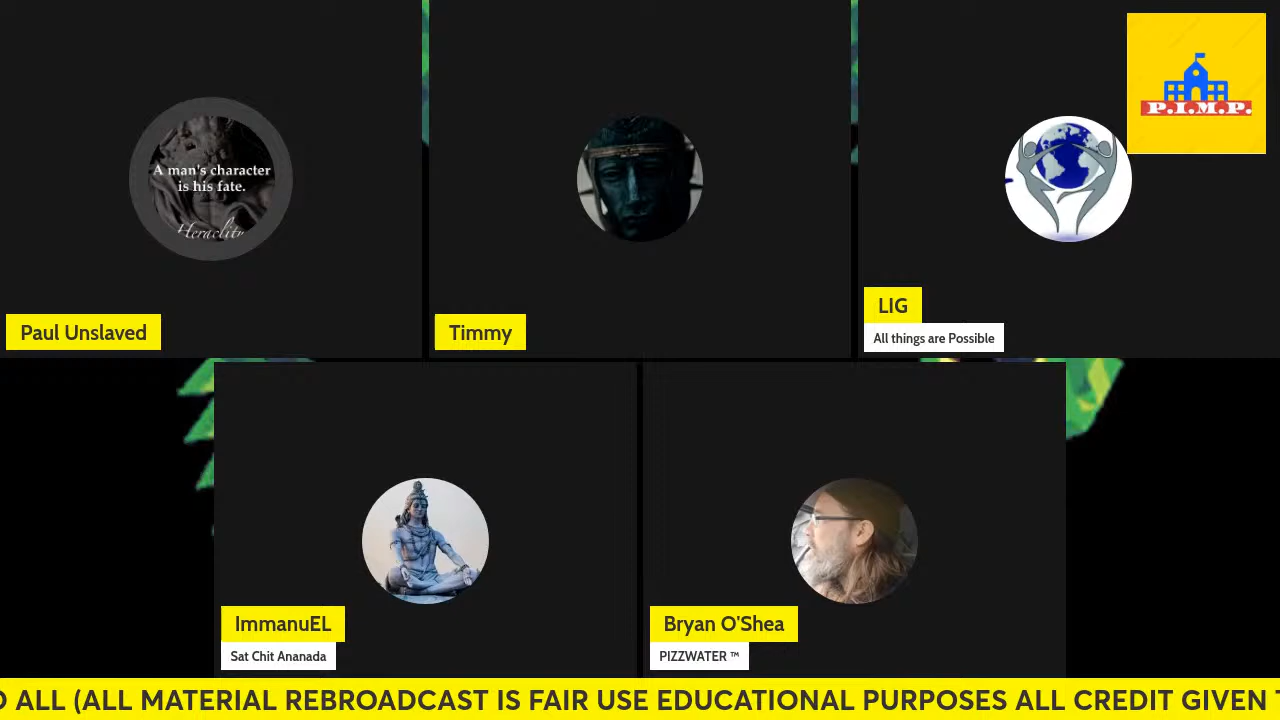 A man's character
is his fate.
Paul Unslaved
Timmy
P.I.M.P.
LIG
All things are Possible
ImmanuEL
Sat Chit Ananada
Bryan O'Shea
PIZZWATER ™
ALL (ALL MATERIAL REBROADCAST IS FAIR USE EDUCATIONAL PURPOSES ALL CREDIT GIVEN